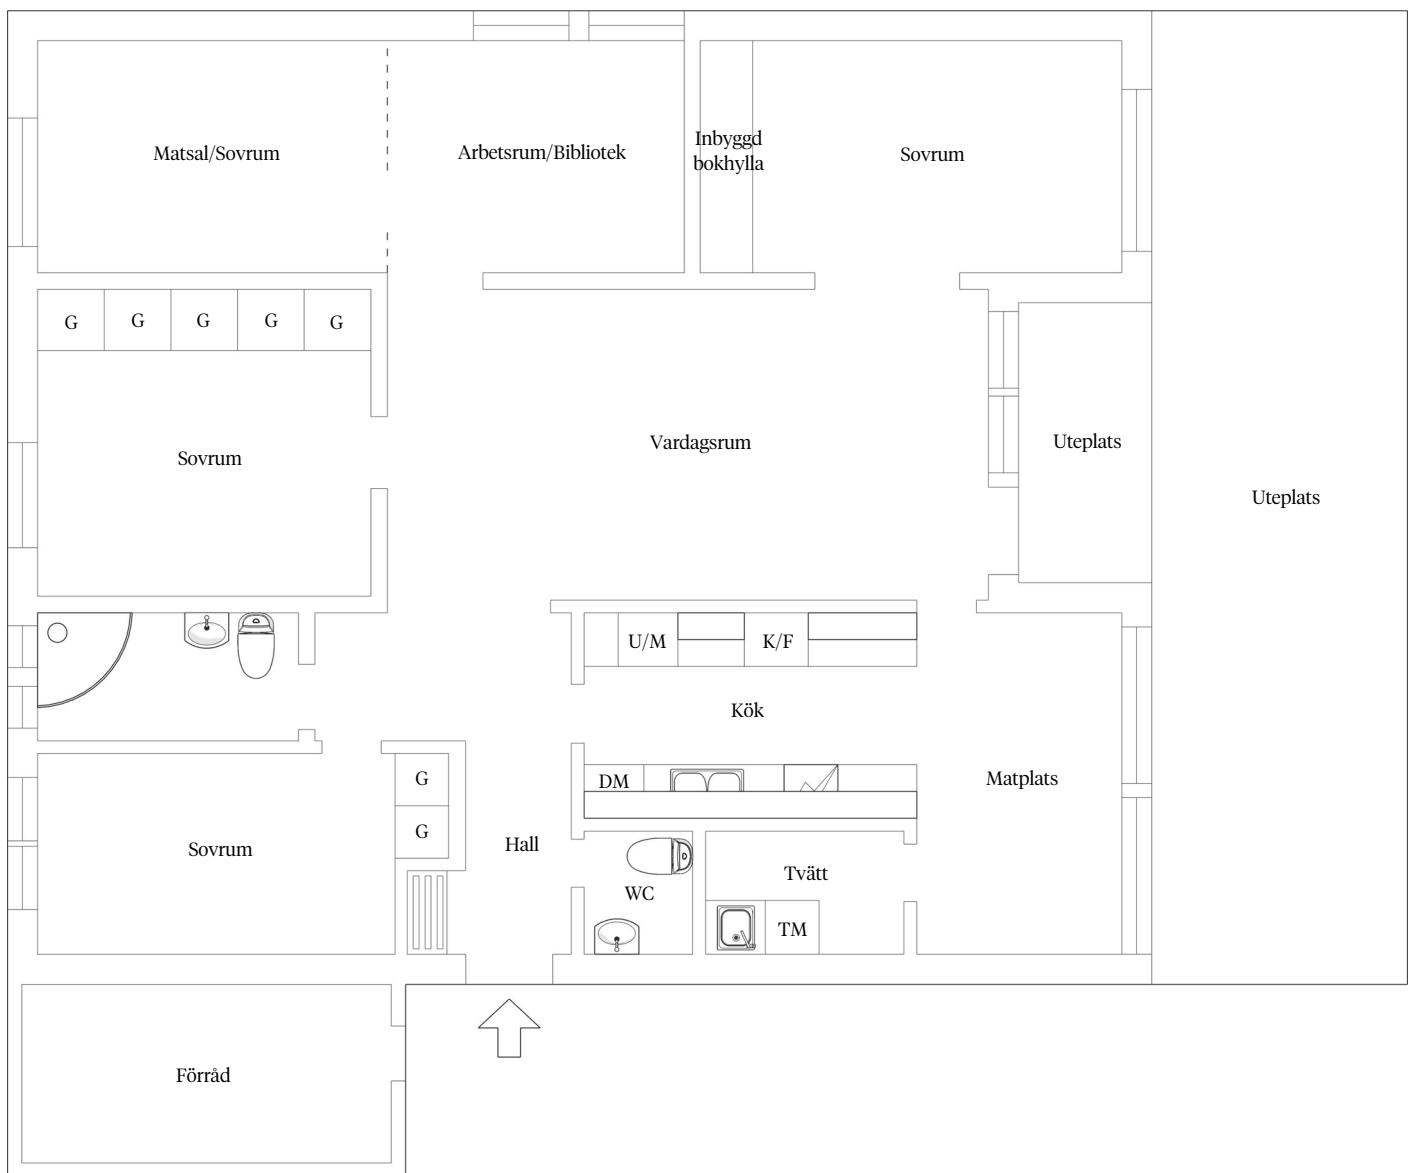 Matsal/Sovrum
Arbetsrum/Bibliotek
Inbyggd
bokhylla
Sovrum
G
G
G
G
G
Sovrum
Vardagsrum
Uteplats
Uteplats
U/M
K/F
Kök
DM
Matplats
G
G
Sovrum
Hall
WC
Tvätt
TM
Förråd